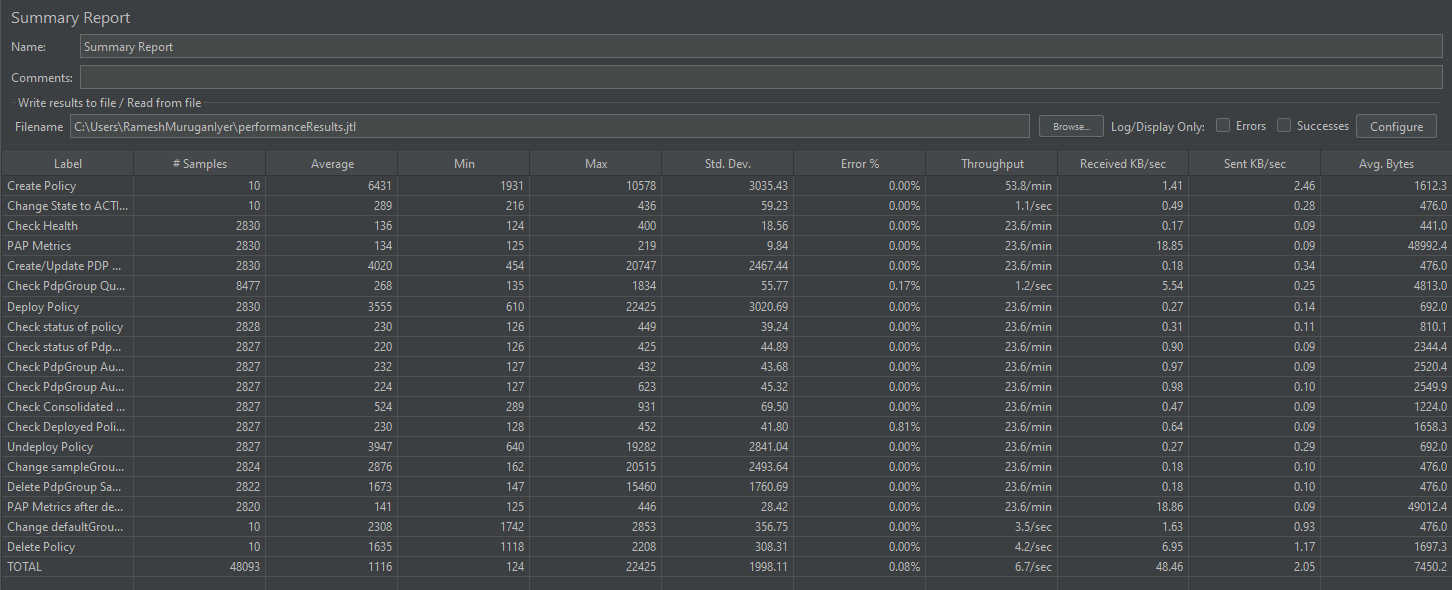 Summary Report
Name: Summary Report
Comments:
Write results to file / Read from file
Filename C:\Users\RameshMuruganIyer\performanceResults.jtl Browse... Log/Display Only: Errors Successes Configure
Label # Samples Average Min Max Std. Dev. Error % Throughput Received KB/sec Sent KB/sec Avg. Bytes
Create Policy 10 6431 1931 10578 3035.43 0.00% 53.8/min 1.41 2.46 1612.3
Change State to ACTI... 10 289 216 436 59.23 0.00% 1.1/sec 0.49 0.28 476.0
Check Health 2830 136 124 400 18.56 0.00% 23.6/min 0.17 0.09 441.0
PAP Metrics 2830 134 125 219 9.84 0.00% 23.6/min 18.85 0.09 48992.4
Create/Update PDP ... 2830 4020 454 20747 2467.44 0.00% 23.6/min 0.18 0.34 476.0
Check PdpGroup Qu... 8477 268 135 1834 55.77 0.17% 1.2/sec 5.54 0.25 4813.0
Deploy Policy 2830 3555 610 22425 3020.69 0.00% 23.6/min 0.27 0.14 692.0
Check status of policy 2828 230 126 449 39.24 0.00% 23.6/min 0.31 0.11 810.1
Check status of Pdp... 2827 220 126 425 44.89 0.00% 23.6/min 0.90 0.09 2344.4
Check PdpGroup Au... 2827 232 127 432 43.68 0.00% 23.6/min 0.97 0.09 2520.4
Check PdpGroup Au... 2827 224 127 623 45.32 0.00% 23.6/min 0.98 0.10 2549.9
Check Consolidated ... 2827 524 289 931 69.50 0.00% 23.6/min 0.47 0.09 1224.0
Check Deployed Poli... 2827 230 128 452 41.80 0.81% 23.6/min 0.64 0.09 1658.3
Undeploy Policy 2827 3947 640 19282 2841.04 0.00% 23.6/min 0.27 0.29 692.0
Change sampleGrou... 2824 2876 162 20515 2493.64 0.00% 23.6/min 0.18 0.10 476.0
Delete PdpGroup Sa... 2822 1673 147 15460 1760.69 0.00% 23.6/min 0.18 0.10 476.0
PAP Metrics after de... 2820 141 125 446 28.42 0.00% 23.6/min 18.86 0.09 49012.4
Change defaultGrou... 10 2308 1742 2853 356.75 0.00% 3.5/sec 1.63 0.93 476.0
Delete Policy 10 1635 1118 2208 308.31 0.00% 4.2/sec 6.95 1.17 1697.3
TOTAL 48093 1116 124 22425 1998.11 0.08% 6.7/sec 48.46 2.05 7450.2